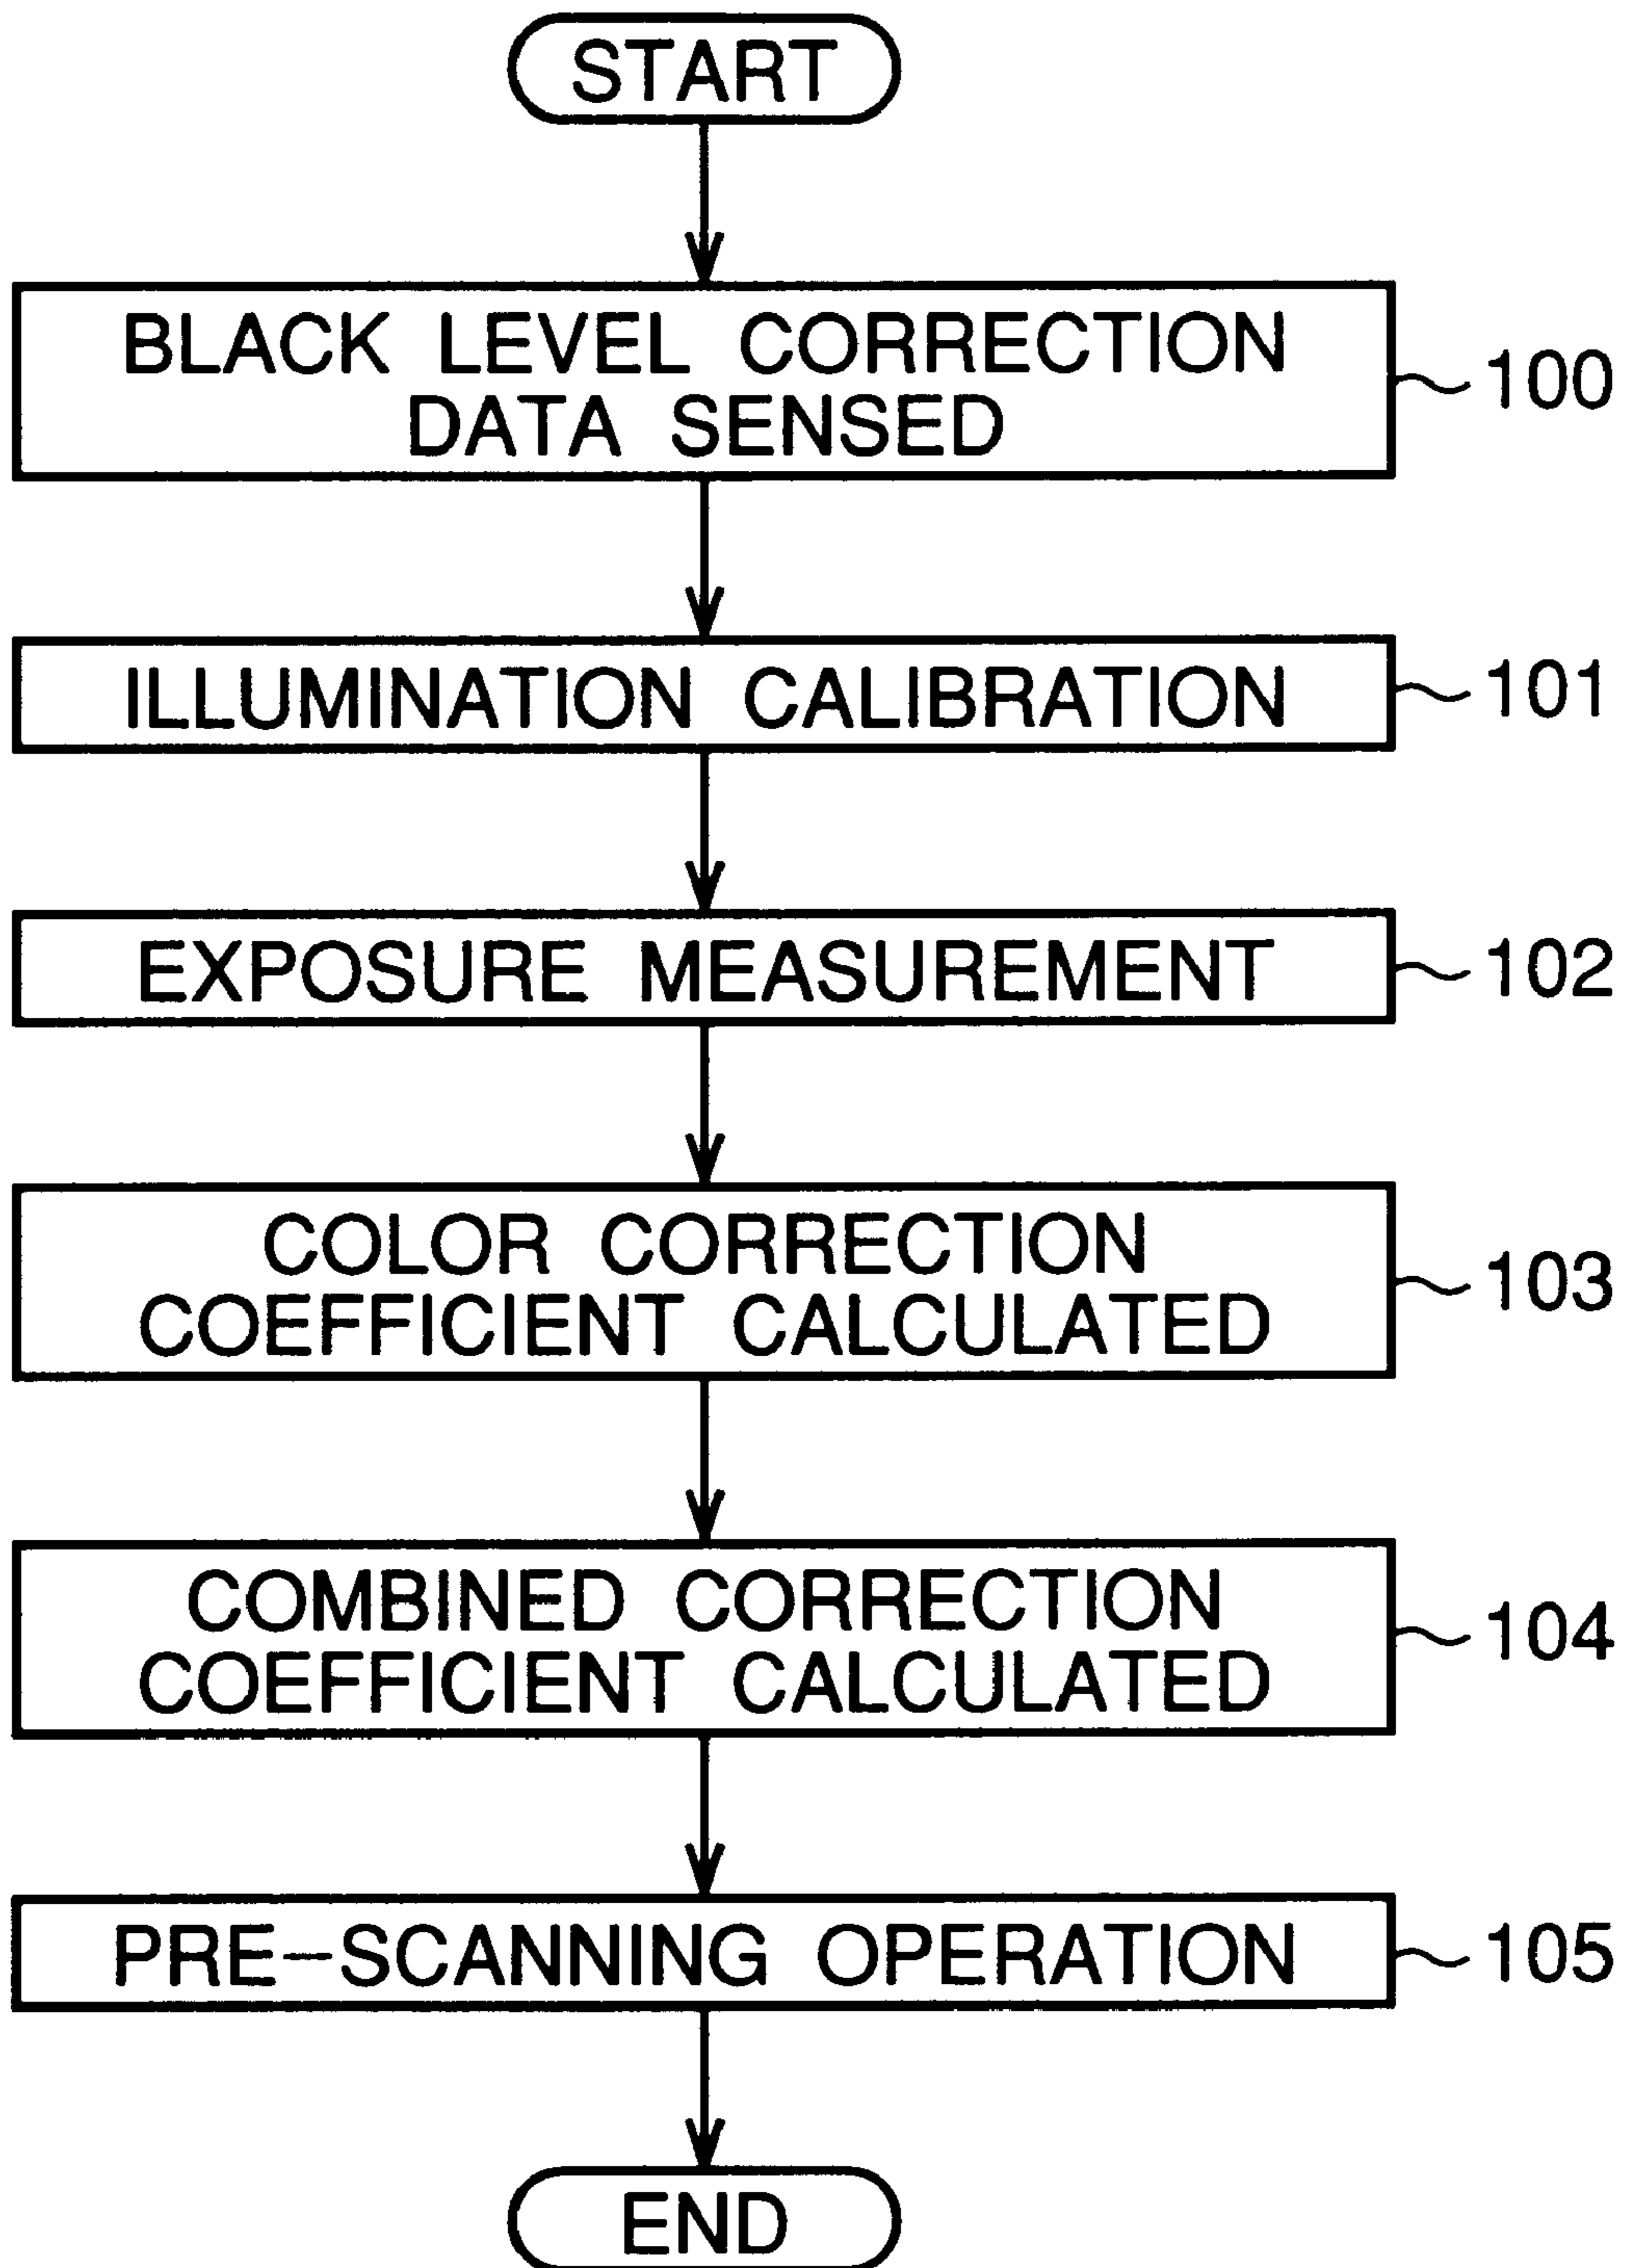 START
BLACK LEVEL CORRECTION
DATA SENSED
100
ILLUMINATION CALIBRATION
101
EXPOSURE MEASUREMENT
102
COLOR CORRECTION
COEFFICIENT CALCULATED
103
COMBINED CORRECTION
COEFFICIENT CALCULATED
104
PRE-SCANNING OPERATION
105
END